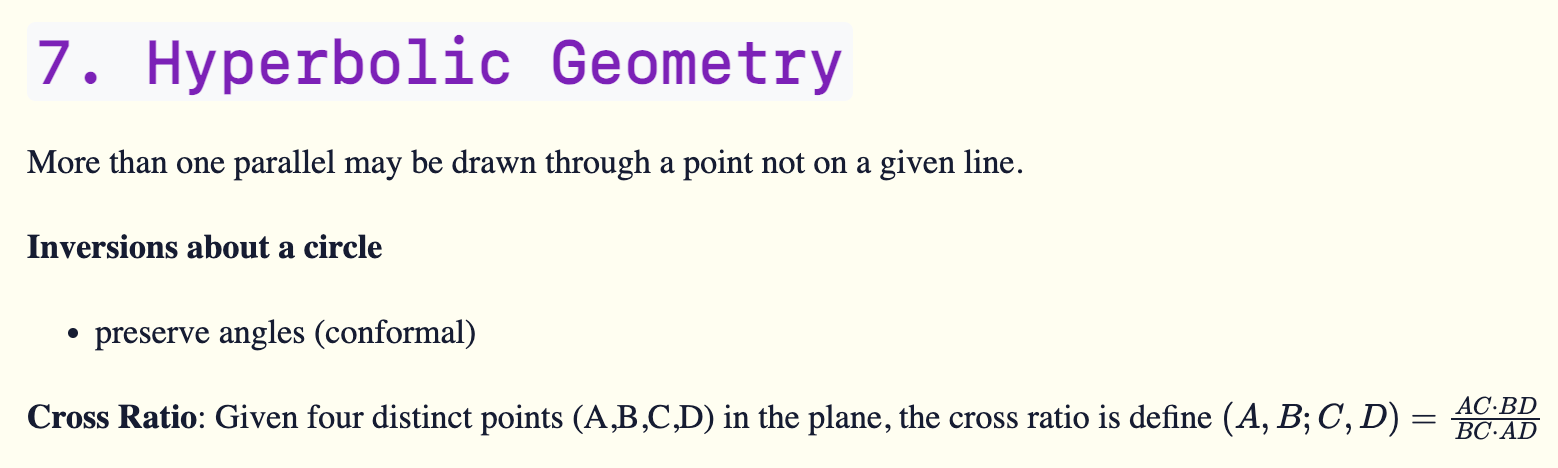 7. Hyperbolic Geometry
More than one parallel may be drawn through a point not on a given line.
Inversions about a circle
• preserve angles (conformal)
Cross Ratio: Given four distinct points (A,B,C,D) in the plane, the cross ratio is define $(A, B; C, D) = \frac{AC \cdot BD}{BC \cdot AD}$